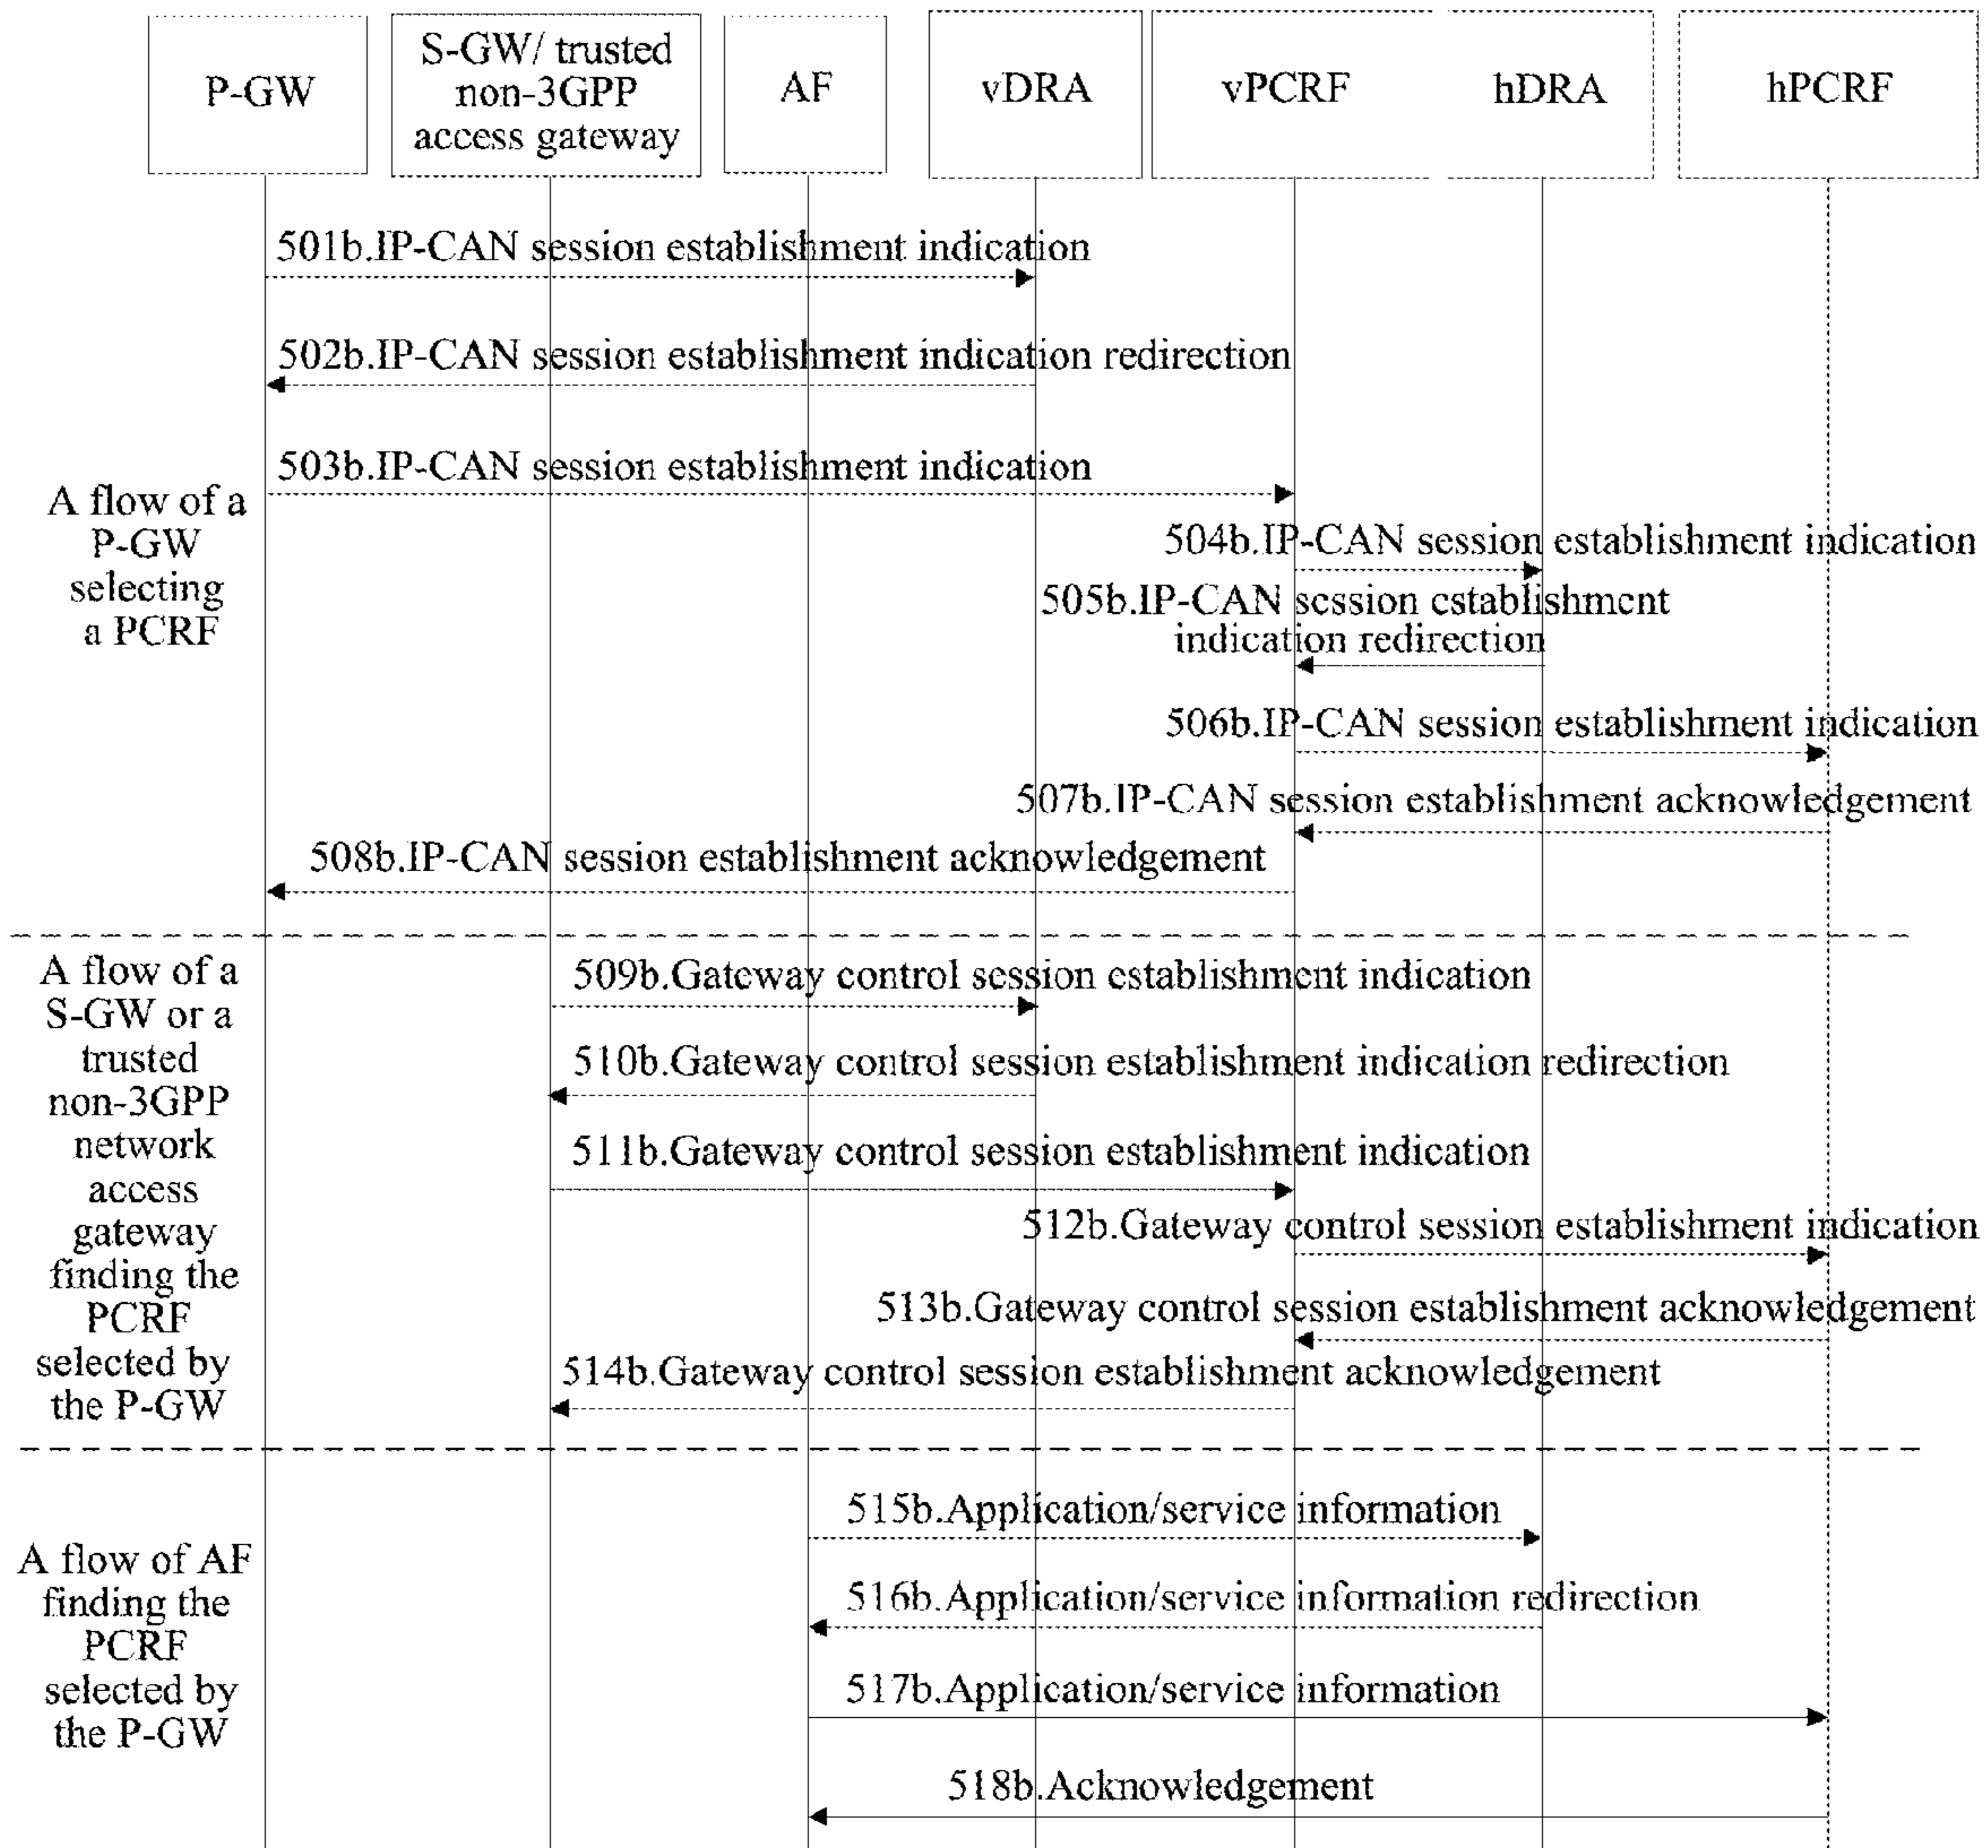 P-GW
S-GW/ trusted
non-3GPP
access gateway
AF
vDRA
vPCRF
hDRA
hPCRF
501b.IP-CAN session establishment indication
502b.IP-CAN session establishment indication redirection
503b.IP-CAN session establishment indication
A flow of a
P-GW
selecting
a PCRF
504b.IP-CAN session establishment indication
505b.IP-CAN session establishment
indication redirection
506b.IP-CAN session establishment indication
507b.IP-CAN session establishment acknowledgement
508b.IP-CAN session establishment acknowledgement
A flow of a
S-GW or a
trusted
non-3GPP
network
access
gateway
finding the
PCRF
selected by
the P-GW
509b.Gateway control session establishment indication
510b.Gateway control session establishment indication redirection
511b.Gateway control session establishment indication
512b.Gateway control session establishment indication
513b.Gateway control session establishment acknowledgement
514b.Gateway control session establishment acknowledgement
A flow of AF
finding the
PCRF
selected by
the P-GW
515b.Application/service information
516b.Application/service information redirection
517b.Application/service information
518b.Acknowledgement